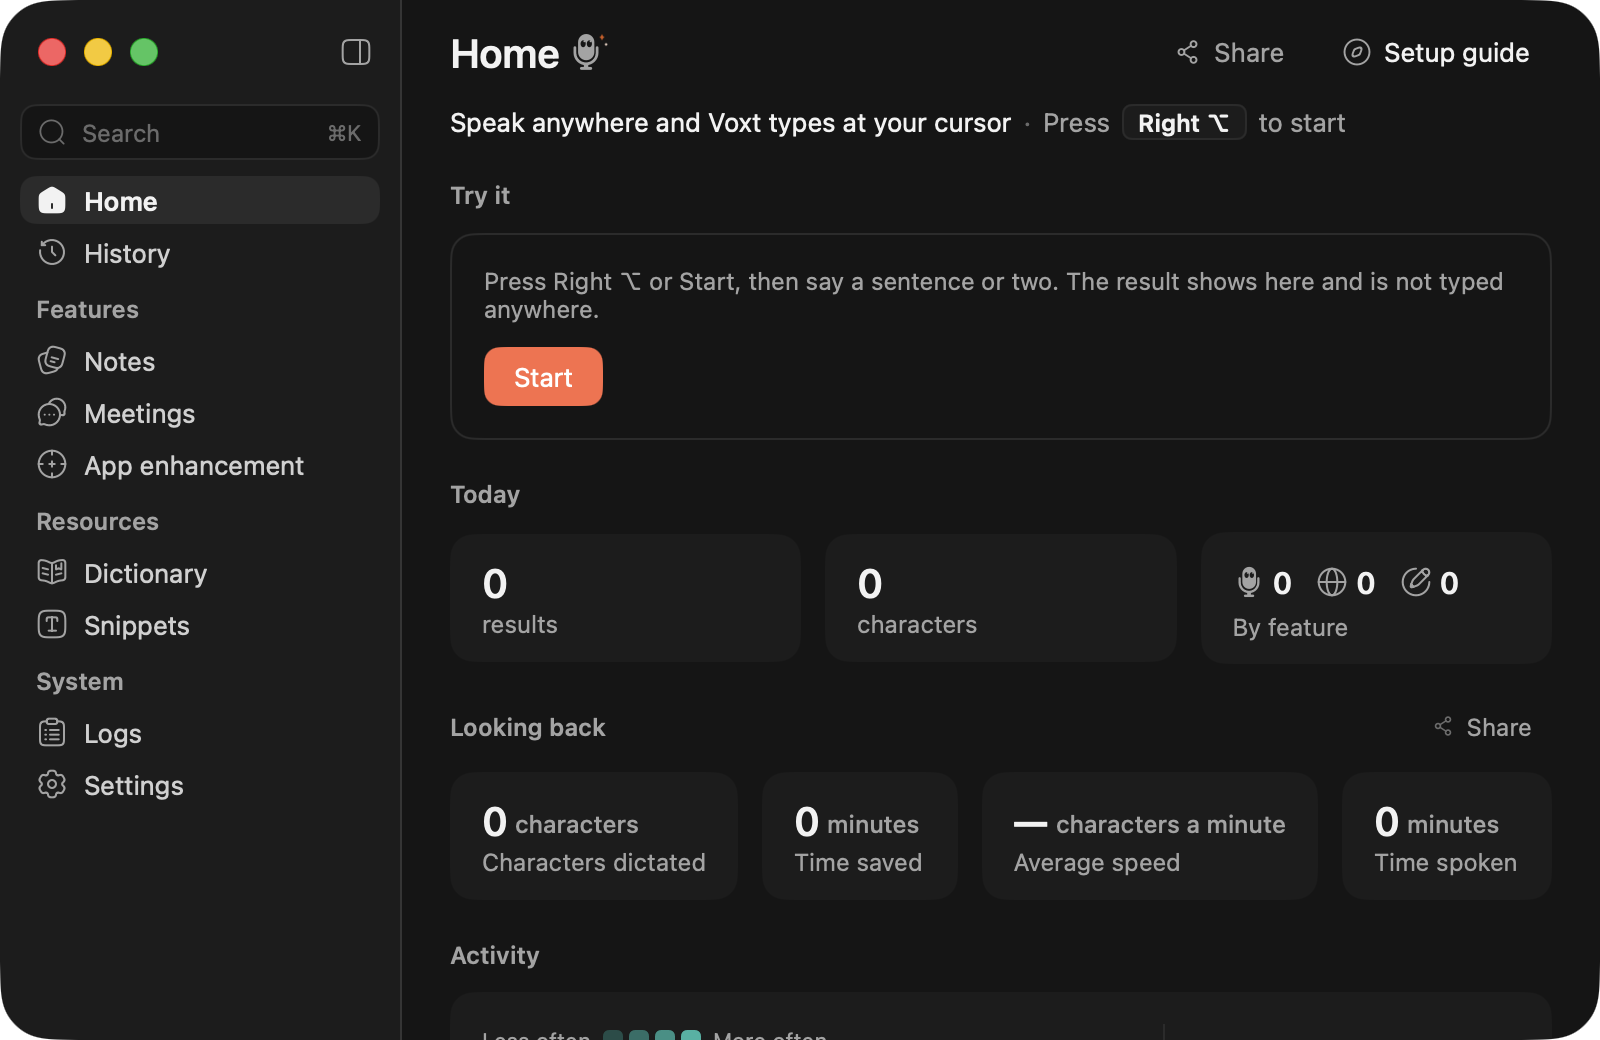 Search ⌘K
Home
History
Features
Notes
Meetings
App enhancement
Resources
Dictionary
Snippets
System
Logs
Settings
Home
Share
Setup guide
Speak anywhere and Voxt types at your cursor · Press Right ⌥ to start
Try it
Press Right ⌥ or Start, then say a sentence or two. The result shows here and is not typed
anywhere.
Start
Today
0
results
0
characters
0 0 0
By feature
Looking back
Share
0 characters
Characters dictated
0 minutes
Time saved
— characters a minute
Average speed
0 minutes
Time spoken
Activity
Less often More often